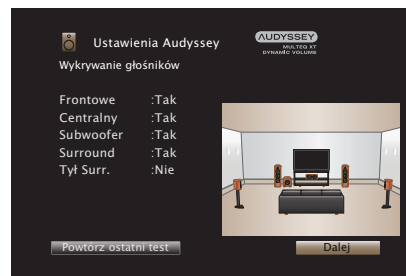 Ustawienia Audyssey
AUDYSSEY
MULTEQ XT
DYNAMIC VOLUME
Wykrywanie głośników
Frontowe :Tak
Centralny :Tak
Subwoofer :Tak
Surround :Tak
Tył Surr. :Nie
Powtórz ostatni test
Dalej